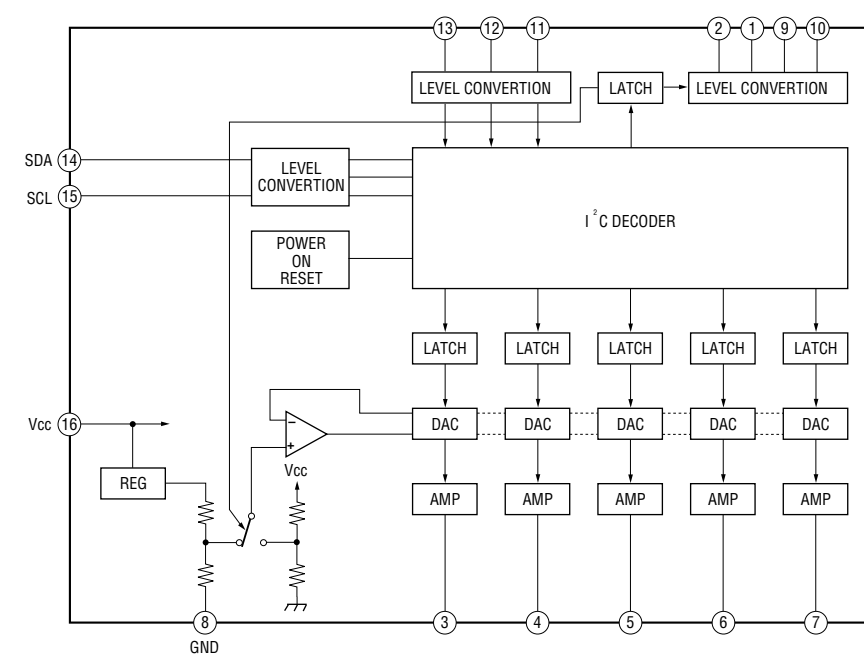 13 12 11 2 1 9 10
LEVEL CONVERTION LATCH LEVEL CONVERTION
SDA 14
SCL 15
LEVEL
CONVERTION
I²C DECODER
POWER
ON
RESET
LATCH LATCH LATCH LATCH LATCH
Vcc 16
− +
DAC DAC DAC DAC DAC
REG
Vcc
AMP AMP AMP AMP AMP
8 3 4 5 6 7
GND